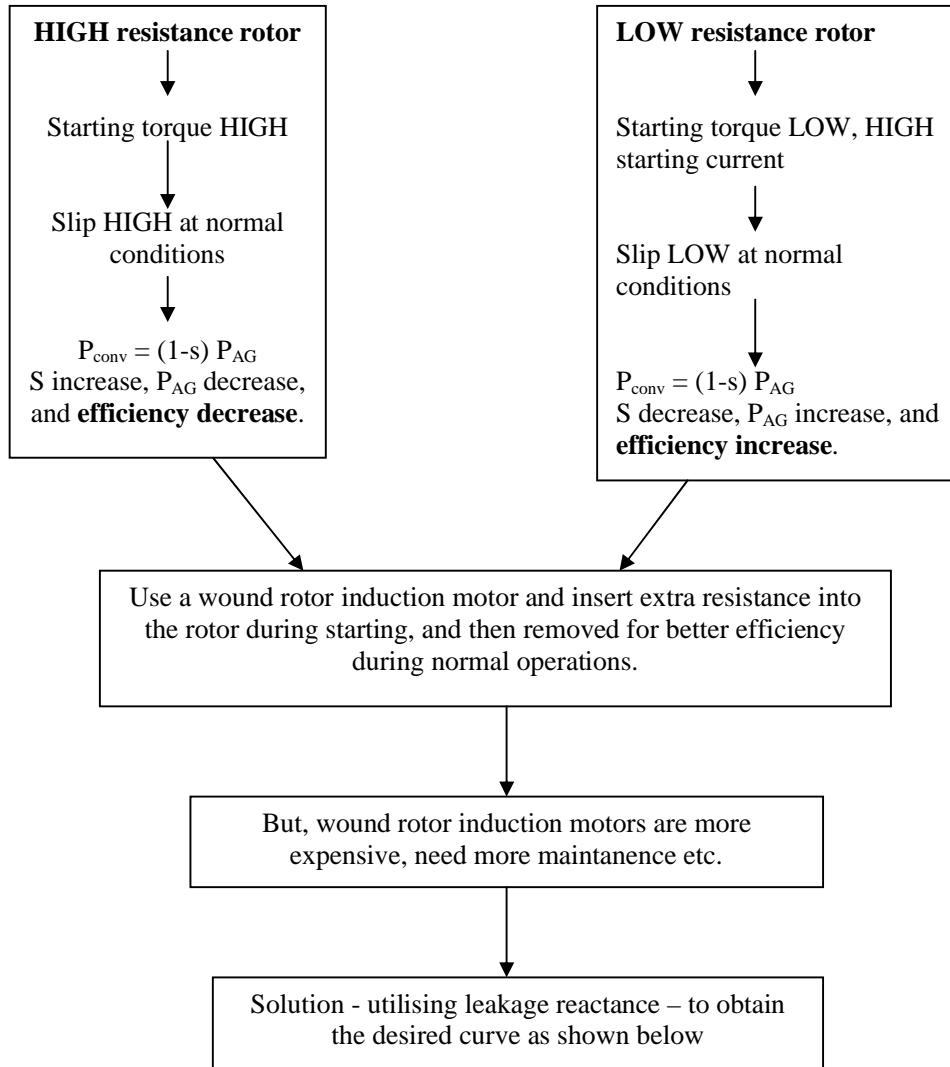 HIGH resistance rotor
Starting torque HIGH
Slip HIGH at normal
conditions
Pconv = (1-s) PAG
S increase, PAG decrease,
and efficiency decrease.
LOW resistance rotor
Starting torque LOW, HIGH
starting current
Slip LOW at normal
conditions
Pconv = (1-s) PAG
S decrease, PAG increase, and
efficiency increase.
Use a wound rotor induction motor and insert extra resistance into
the rotor during starting, and then removed for better efficiency
during normal operations.
But, wound rotor induction motors are more
expensive, need more maintanence etc.
Solution - utilising leakage reactance – to obtain
the desired curve as shown below